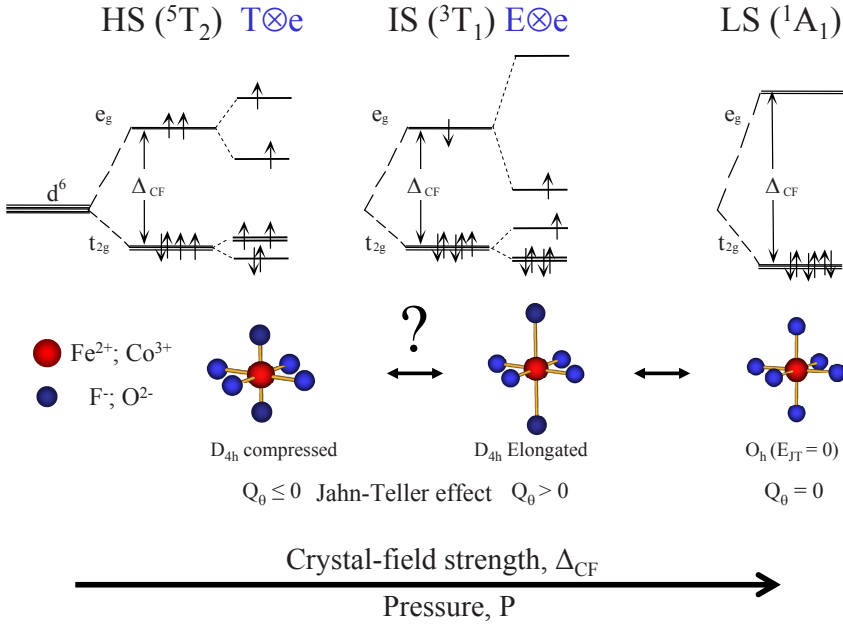 HS (⁵T₂) T⊗e IS (³T₁) E⊗e LS (¹A₁)
e_g e_g e_g
d⁶ Δ_CF Δ_CF Δ_CF
t_2g t_2g t_2g
?
Fe²⁺; Co³⁺
F⁻; O²⁻
D_4h compressed D_4h Elongated O_h (E_JT = 0)
Q_θ ≤ 0 Jahn-Teller effect Q_θ > 0 Q_θ = 0
Crystal-field strength, Δ_CF
Pressure, P